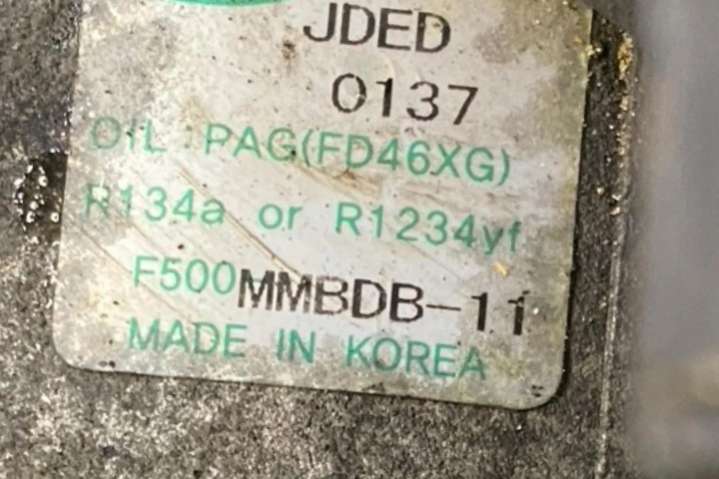 JDED
0137
OIL : PAG(FD46XG)
R134a or R1234yf
F500MMBDB-11
MADE IN KOREA